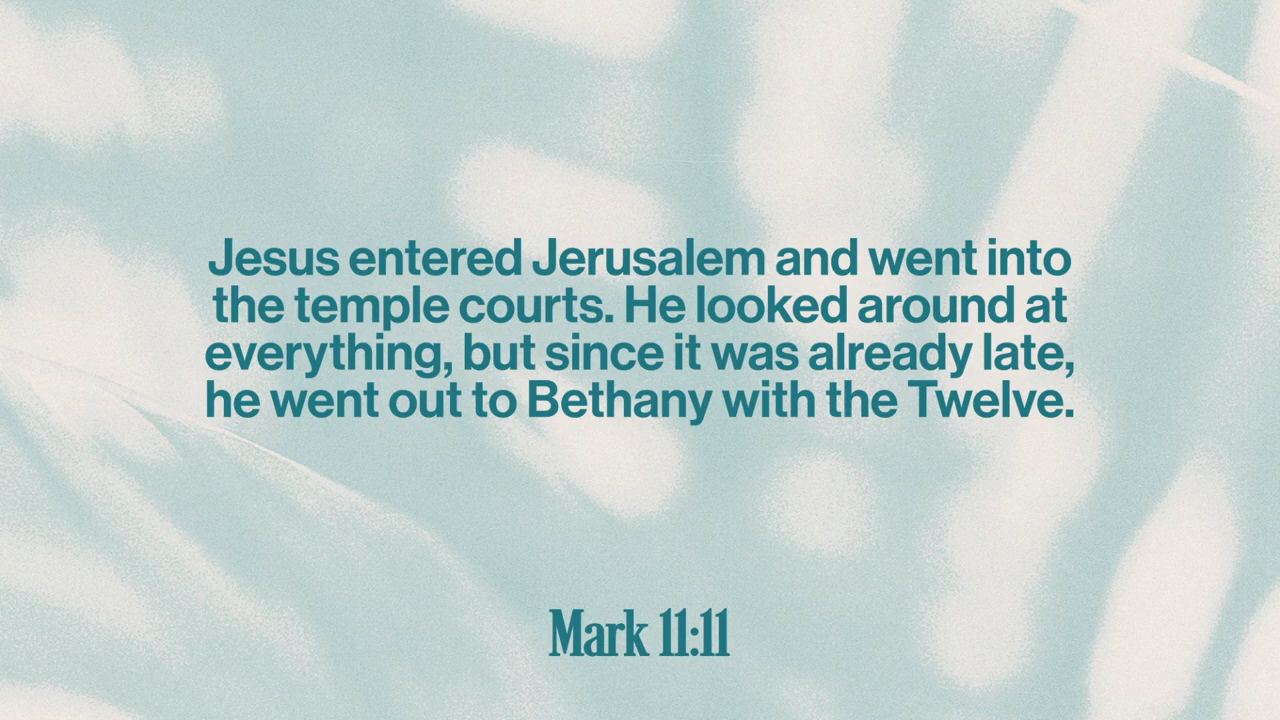 Jesus entered Jerusalem and went into
the temple courts. He looked around at
everything, but since it was already late,
he went out to Bethany with the Twelve.
Mark 11:11